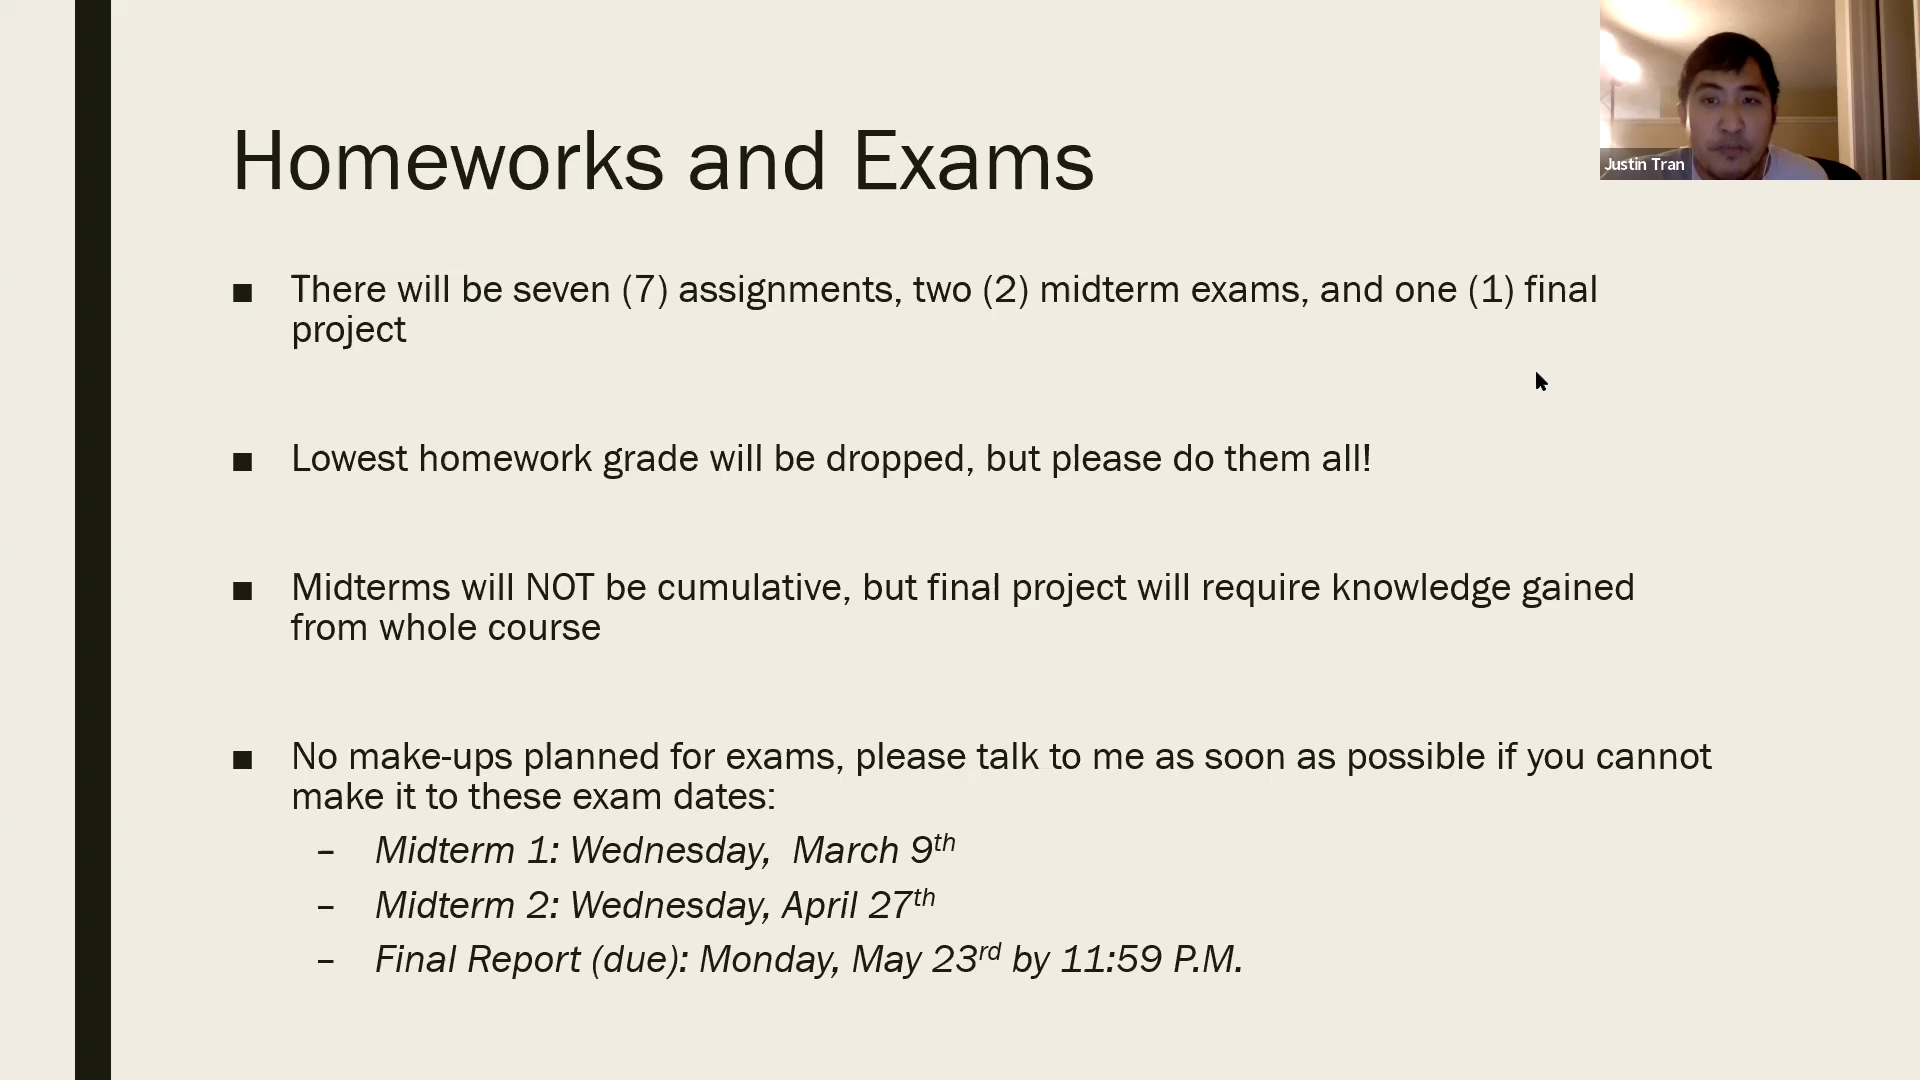 Justin Tran
Homeworks and Exams
■ There will be seven (7) assignments, two (2) midterm exams, and one (1) final
project
■ Lowest homework grade will be dropped, but please do them all!
■ Midterms will NOT be cumulative, but final project will require knowledge gained
from whole course
■ No make-ups planned for exams, please talk to me as soon as possible if you cannot
make it to these exam dates:
– Midterm 1: Wednesday,  March 9th
– Midterm 2: Wednesday, April 27th
– Final Report (due): Monday, May 23rd by 11:59 P.M.